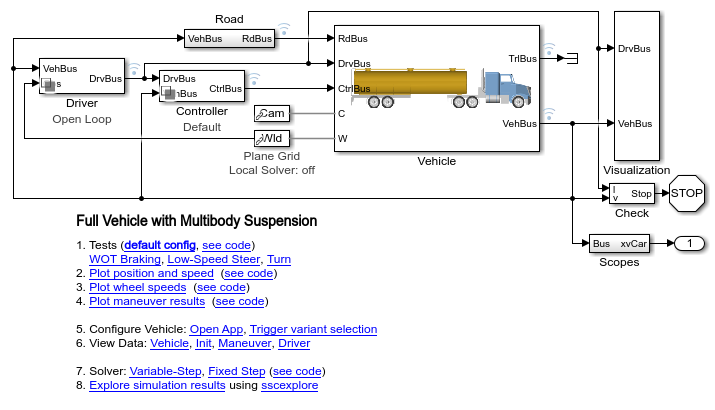 Road
VehBus RdBus
RdBus
DrvBus
CtrlBus
C
W
TrlBus
VehBus
Vehicle
VehBus
s
DrvBus
Driver
Open Loop
DrvBus
nBus
CtrlBus
Controller
Default
Cam
Wld
Plane Grid
Local Solver: off
DrvBus
VehBus
Visualization
I
v
Stop
Check
STOP
Bus xvCar
Scopes
1
Full Vehicle with Multibody Suspension
1. Tests (default config, see code)
WOT Braking, Low-Speed Steer, Turn
2. Plot position and speed (see code)
3. Plot wheel speeds (see code)
4. Plot maneuver results (see code)
5. Configure Vehicle: Open App, Trigger variant selection
6. View Data: Vehicle, Init, Maneuver, Driver
7. Solver: Variable-Step, Fixed Step (see code)
8. Explore simulation results using sscexplore